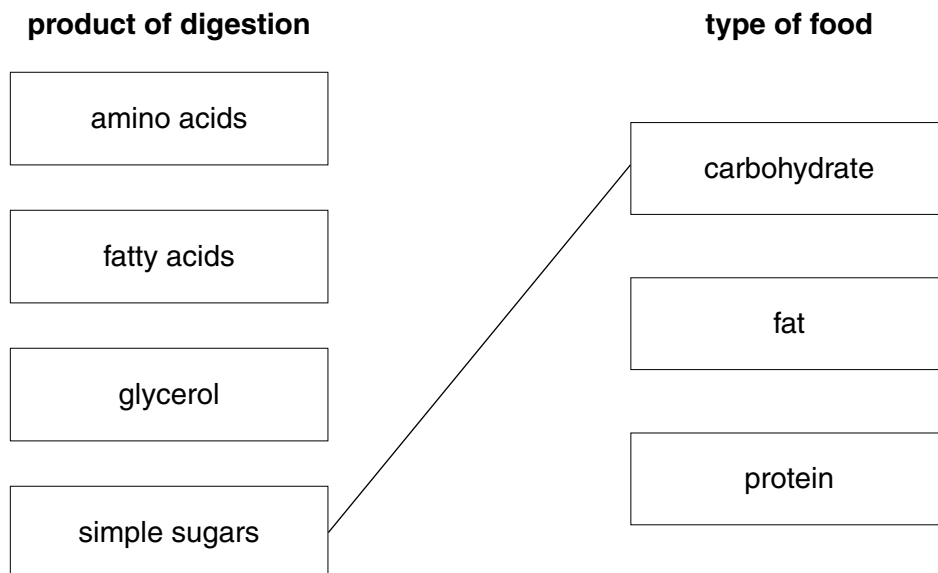 product of digestion
type of food
amino acids
carbohydrate
fatty acids
fat
glycerol
protein
simple sugars